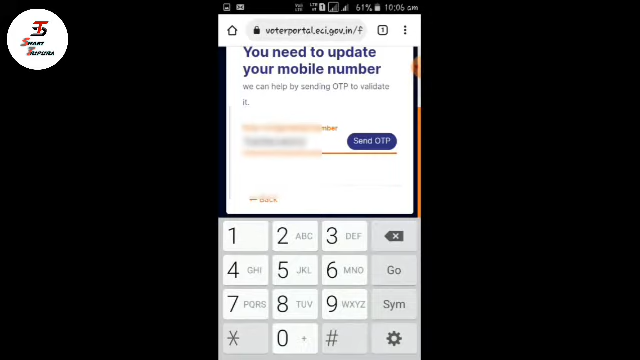 61% 10:06 am
voterportal.eci.gov.in/f
1
You need to update
your mobile number
we can help by sending OTP to validate
it.
Send OTP
Back
1 2 ABC 3 DEF
4 GHI 5 JKL 6 MNO Go
7 PQRS 8 TUV 9 WXYZ Sym
* 0 + #
SMART
TRIPURA